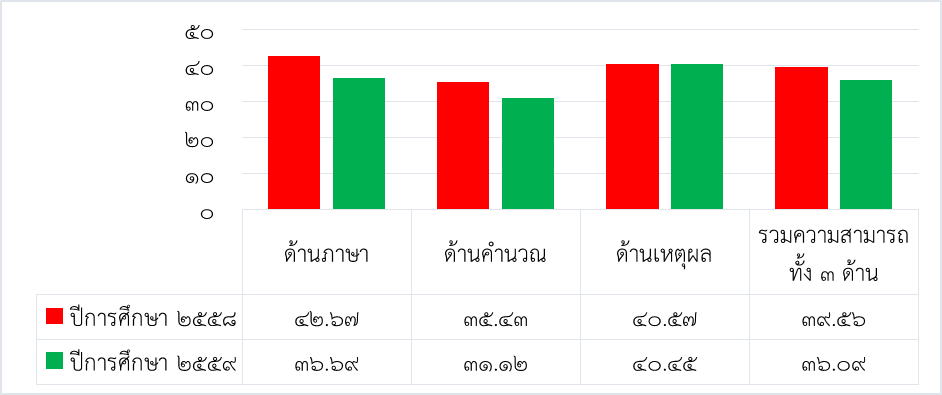 ๕๐
๔๐
๓๐
๒๐
๑๐
๐
ด้านภาษา
ด้านคำนวณ
ด้านเหตุผล
รวมความสามารถ
ทั้ง ๓ ด้าน
ปีการศึกษา ๒๕๕๘ ๔๒.๖๗ ๓๕.๔๓ ๔๐.๕๗ ๓๙.๕๖
ปีการศึกษา ๒๕๕๙ ๓๖.๖๙ ๓๑.๑๒ ๔๐.๔๕ ๓๖.๐๙